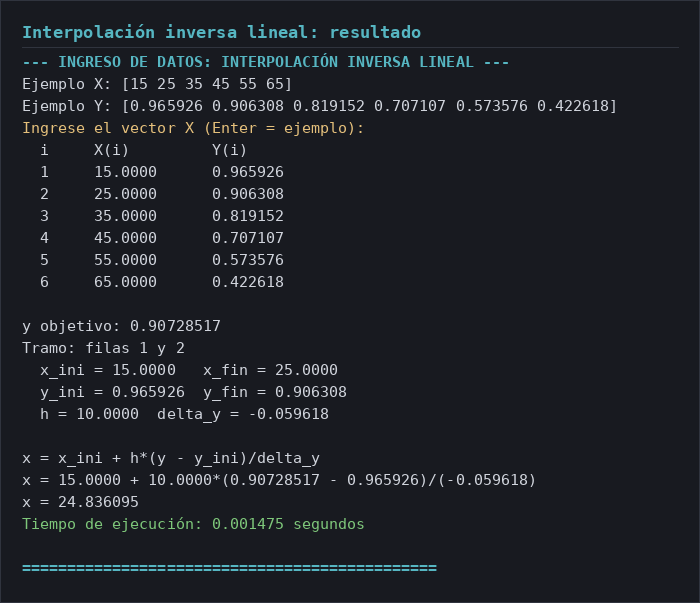 Interpolación inversa lineal: resultado
--- INGRESO DE DATOS: INTERPOLACIÓN INVERSA LINEAL ---
Ejemplo X: [15 25 35 45 55 65]
Ejemplo Y: [0.965926 0.906308 0.819152 0.707107 0.573576 0.422618]
Ingrese el vector X (Enter = ejemplo):
  i     X(i)         Y(i)
  1     15.0000      0.965926
  2     25.0000      0.906308
  3     35.0000      0.819152
  4     45.0000      0.707107
  5     55.0000      0.573576
  6     65.0000      0.422618
y objetivo: 0.90728517
Tramo: filas 1 y 2
  x_ini = 15.0000   x_fin = 25.0000
  y_ini = 0.965926  y_fin = 0.906308
  h = 10.0000  delta_y = -0.059618
x = x_ini + h*(y - y_ini)/delta_y
x = 15.0000 + 10.0000*(0.90728517 - 0.965926)/(-0.059618)
x = 24.836095
Tiempo de ejecución: 0.001475 segundos
==============================================